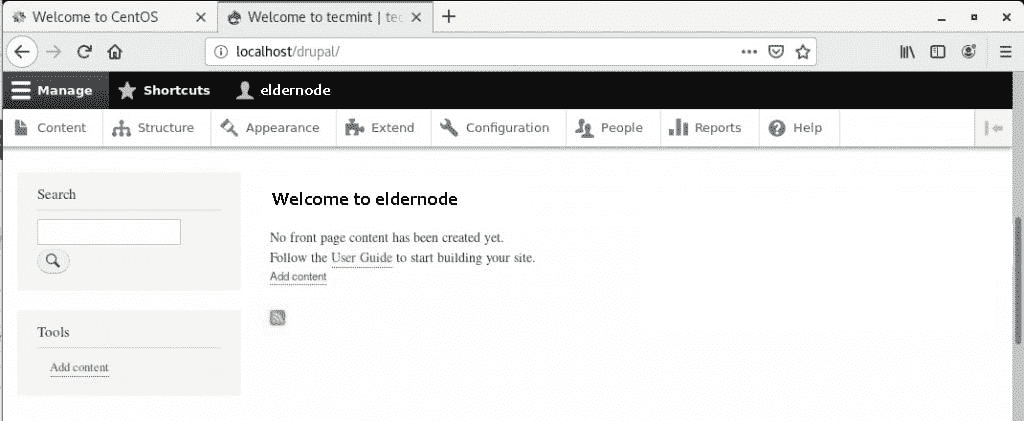 Welcome to CentOS
Welcome to tecmint | tec
localhost/drupal/
Manage Shortcuts eldernode
Content Structure Appearance Extend Configuration People Reports Help
Search
Welcome to eldernode
No front page content has been created yet.
Follow the User Guide to start building your site.
Add content
Tools
Add content